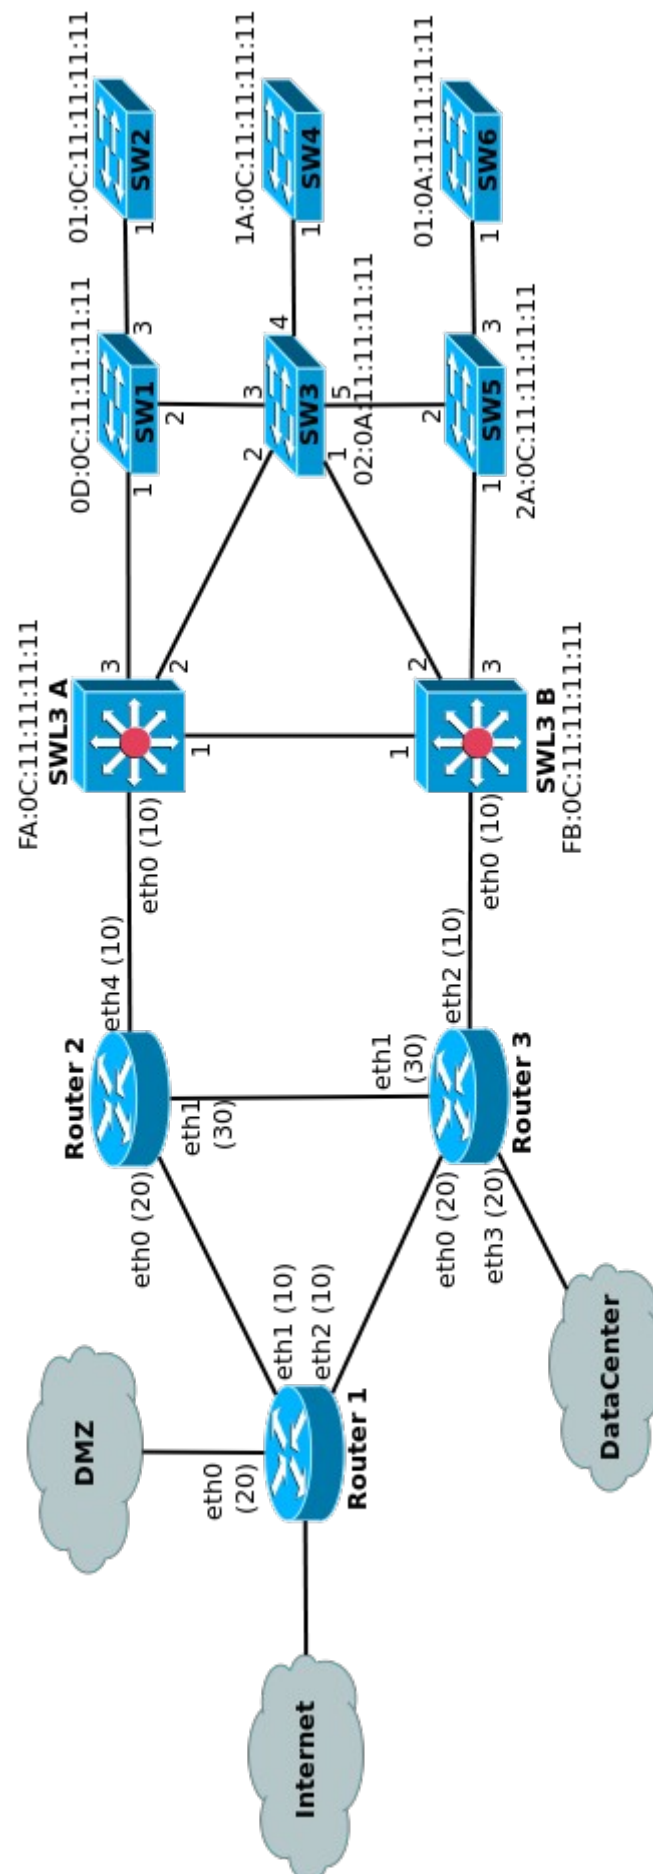 Internet
DMZ
eth0
(20)
Router 1
eth1 (10)
eth2 (10)
DataCenter
eth0 (20)
Router 2
eth1
(30)
eth4 (10)
eth0 (20)
eth3 (20)
Router 3
eth1
(30)
eth2 (10)
FA:0C:11:11:11:11
SWL3 A
eth0 (10)
3
2
1
SWL3 B
FB:0C:11:11:11:11
eth0 (10)
1
2
3
0D:0C:11:11:11:11
SW1
1
2
3
01:0C:11:11:11:11
SW2
1
SW3
02:0A:11:11:11:11
2
1
3
5
4
1A:0C:11:11:11:11
SW4
1
SW5
2A:0C:11:11:11:11
1
2
3
01:0A:11:11:11:11
SW6
1